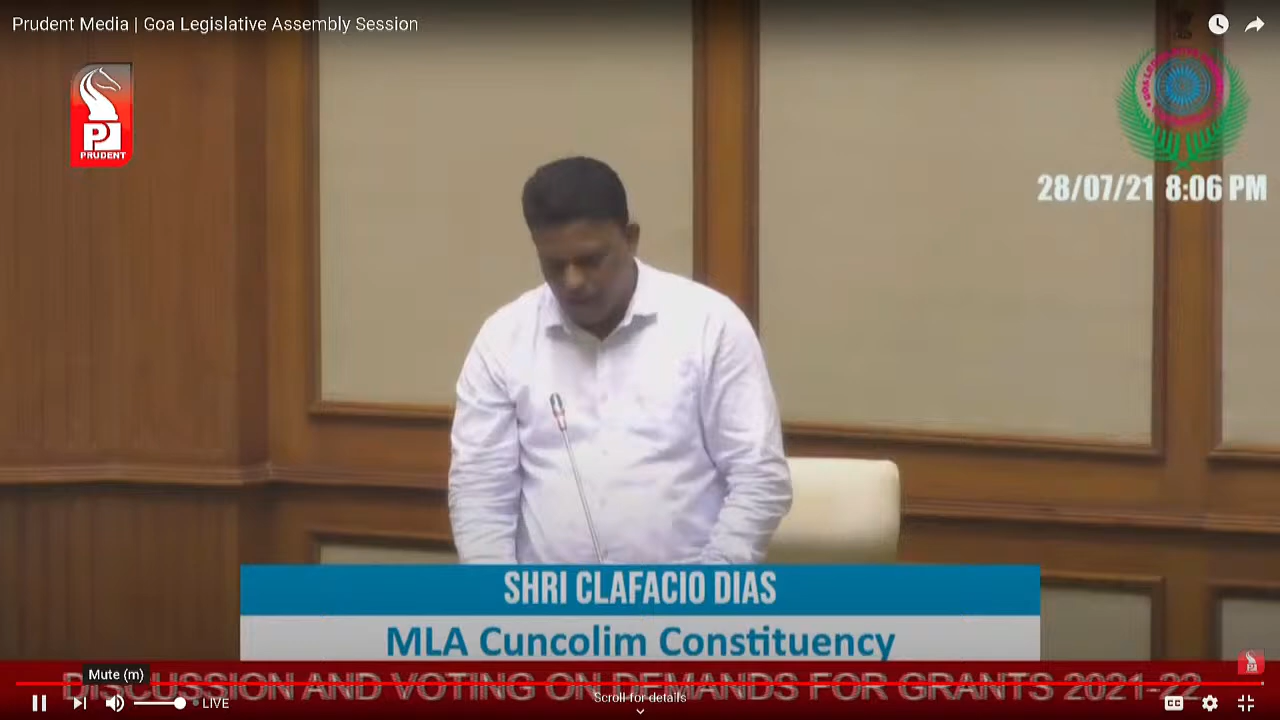 Prudent Media | Goa Legislative Assembly Session
PRUDENT
28/07/21 8:06 PM
SHRI CLAFACIO DIAS
MLA Cuncolim Constituency
Mute (m)
DISCUSSION AND VOTING ON DEMANDS FOR GRANTS 2021-22
LIVE
Scroll for details
CC